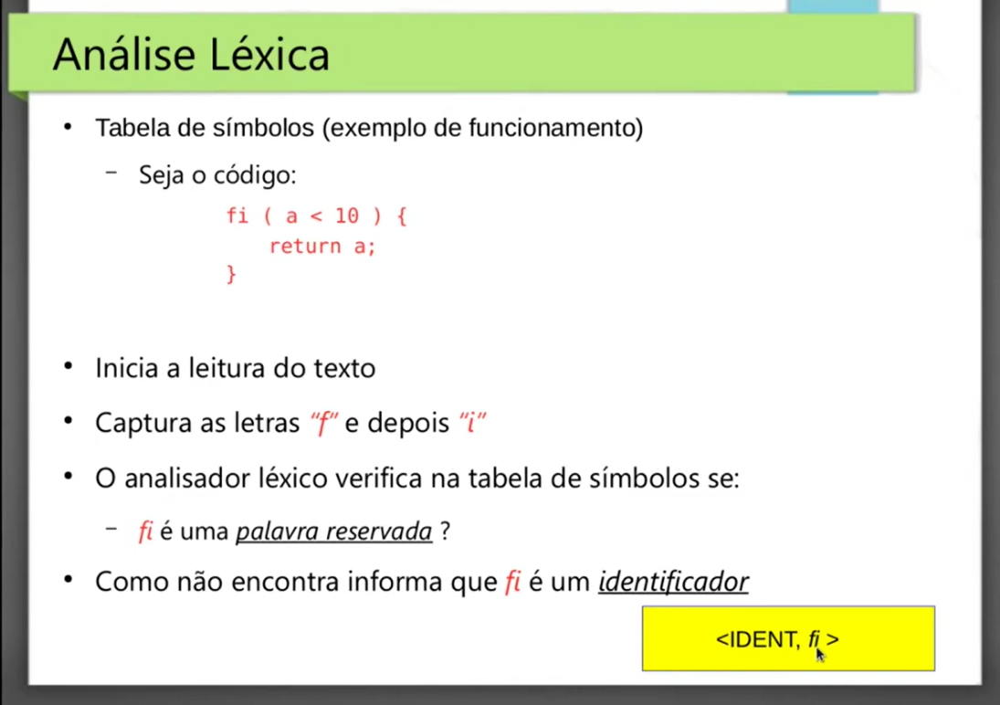 Análise Léxica
• Tabela de símbolos (exemplo de funcionamento)
– Seja o código:
fi ( a < 10 ) {
return a;
}
• Inicia a leitura do texto
• Captura as letras “f” e depois “i”
• O analisador léxico verifica na tabela de símbolos se:
– fi é uma palavra reservada ?
• Como não encontra informa que fi é um identificador
<IDENT, fi >